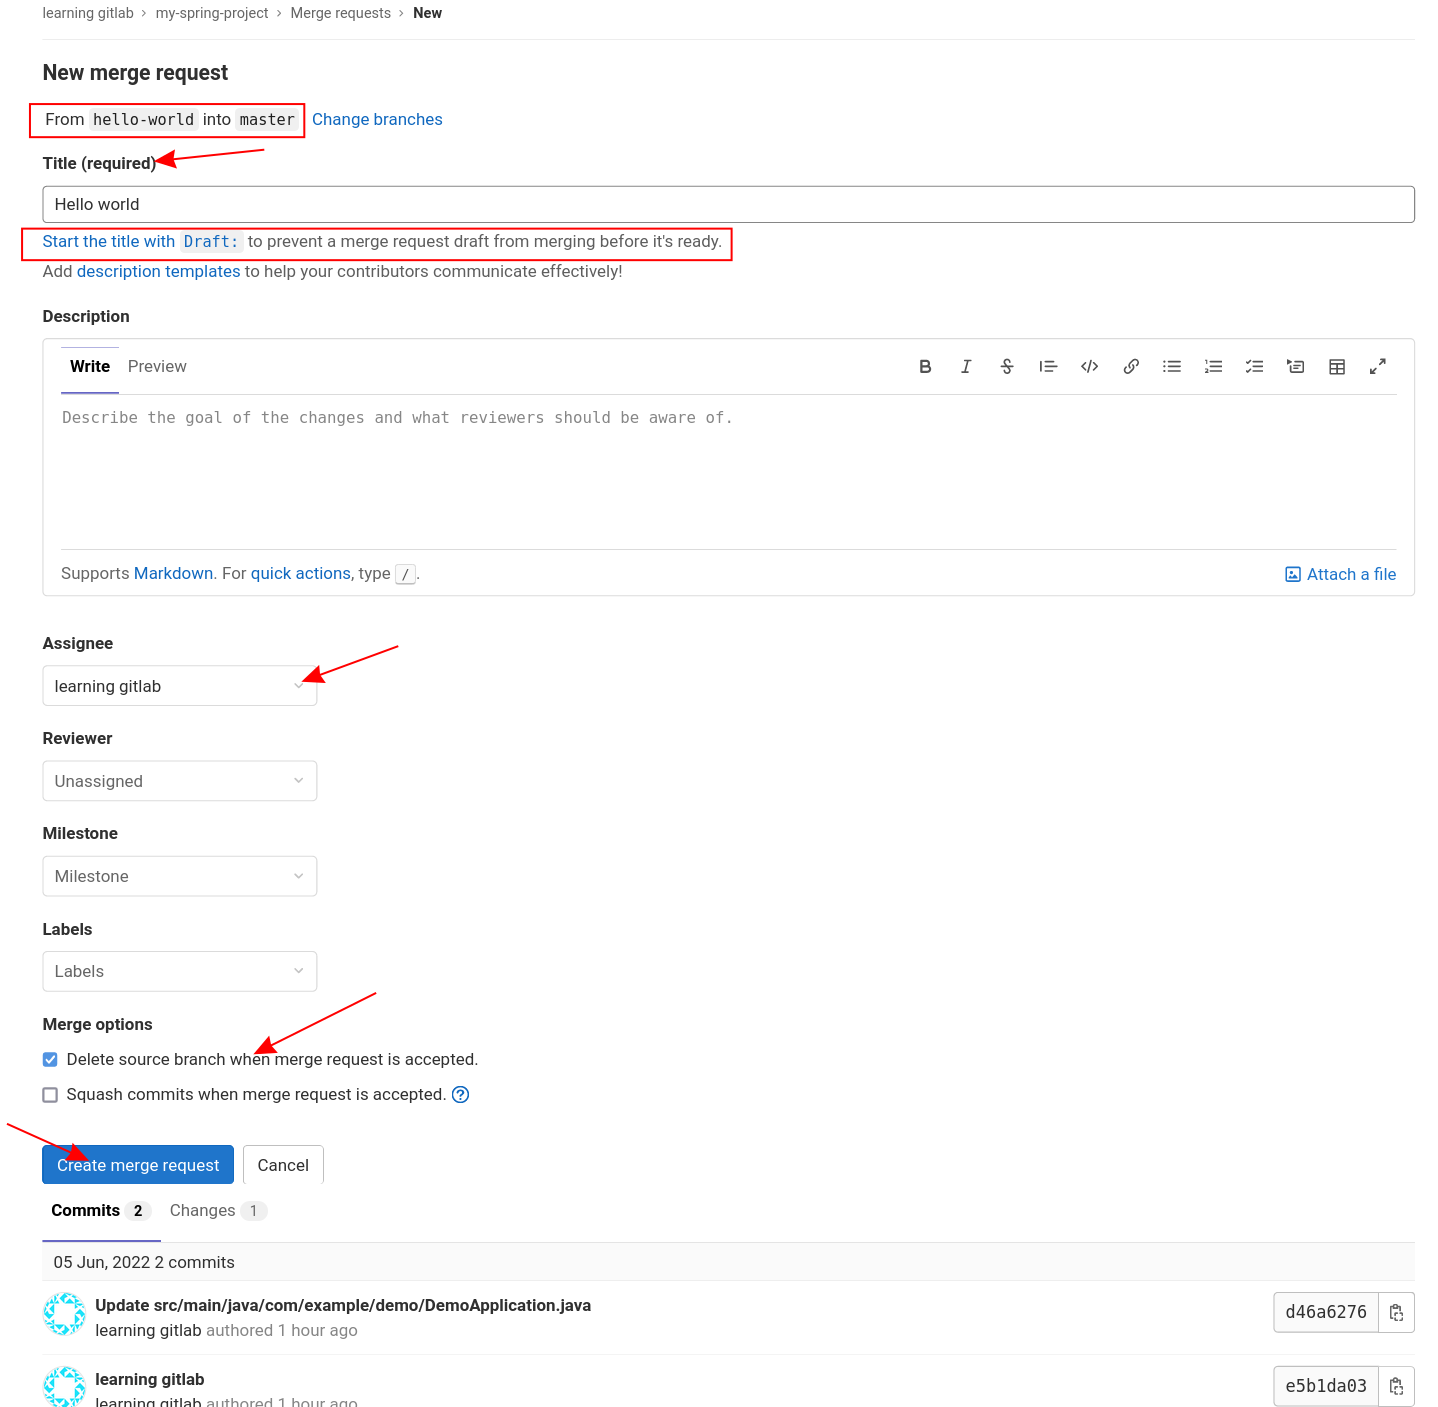 learning gitlab › my-spring-project › Merge requests › New
New merge request
From hello-world into master Change branches
Title (required)
Hello world
Start the title with Draft: to prevent a merge request draft from merging before it's ready.
Add description templates to help your contributors communicate effectively!
Description
Write Preview
Describe the goal of the changes and what reviewers should be aware of.
Supports Markdown. For quick actions, type /. Attach a file
Assignee
learning gitlab
Reviewer
Unassigned
Milestone
Milestone
Labels
Labels
Merge options
Delete source branch when merge request is accepted.
Squash commits when merge request is accepted.
Create merge request Cancel
Commits 2 Changes 1
05 Jun, 2022 2 commits
Update src/main/java/com/example/demo/DemoApplication.java
d46a6276
learning gitlab authored 1 hour ago
learning gitlab
e5b1da03
learning gitlab authored 1 hour ago